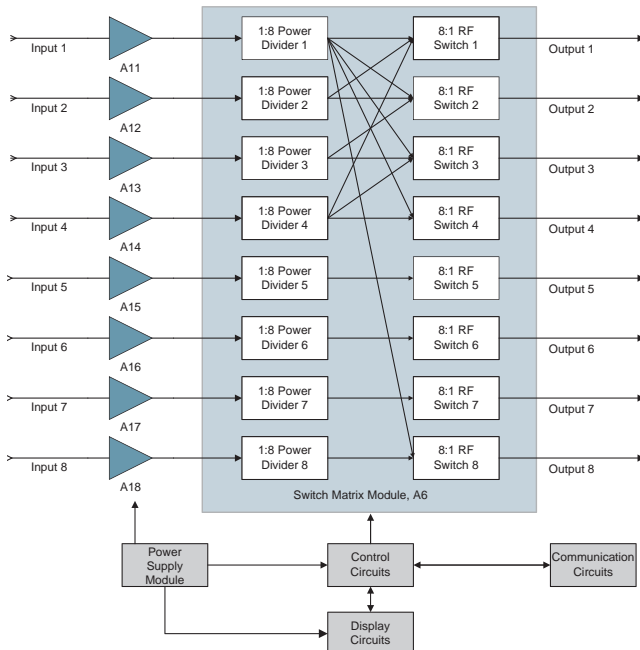 1:8 Power
Divider 1
8:1 RF
Switch 1
Input 1
A11
Output 1
1:8 Power
Divider 2
8:1 RF
Switch 2
Input 2
A12
Output 2
1:8 Power
Divider 3
8:1 RF
Switch 3
Input 3
A13
Output 3
1:8 Power
Divider 4
8:1 RF
Switch 4
Input 4
A14
Output 4
1:8 Power
Divider 5
8:1 RF
Switch 5
Input 5
A15
Output 5
1:8 Power
Divider 6
8:1 RF
Switch 6
Input 6
A16
Output 6
1:8 Power
Divider 7
8:1 RF
Switch 7
Input 7
A17
Output 7
1:8 Power
Divider 8
8:1 RF
Switch 8
Input 8
A18
Output 8
Switch Matrix Module, A6
Power
Supply
Module
Control
Circuits
Communication
Circuits
Display
Circuits